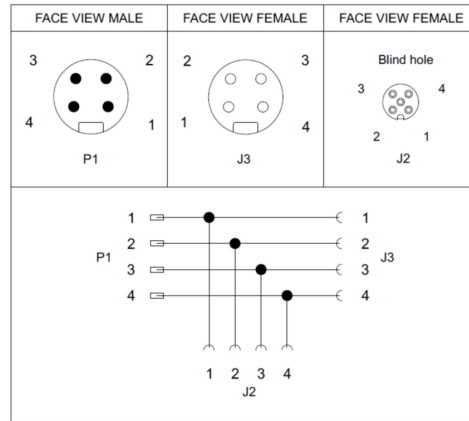 FACE VIEW MALE
FACE VIEW FEMALE
FACE VIEW FEMALE
3 2
4 1
P1
2 3
1 4
J3
Blind hole
3 4
2 1
J2
1 1
2 2
P1 J3
3 3
4 4
1 2 3 4
J2